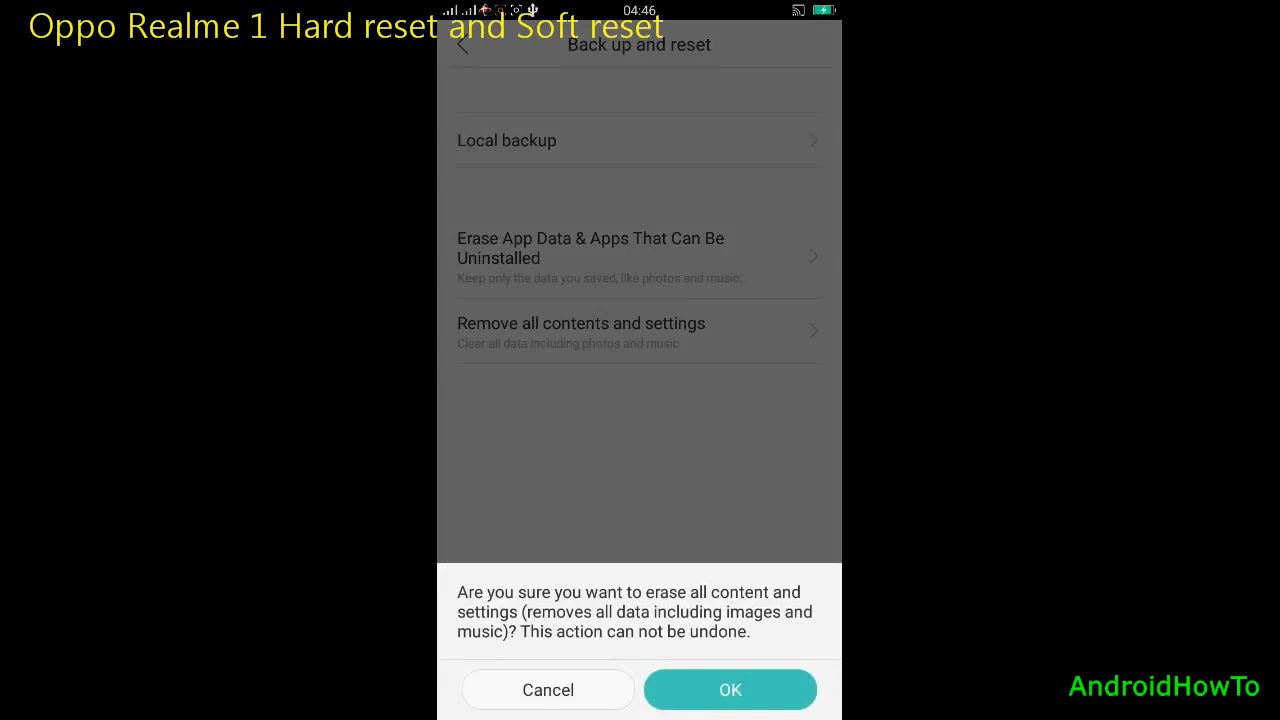 Oppo Realme 1 Hard reset and Soft reset
04:46
Back up and reset
Local backup
Erase App Data & Apps That Can Be
Uninstalled
Keep only the data you saved, like photos and music..
Remove all contents and settings
Clear all data including photos and music
Are you sure you want to erase all content and
settings (removes all data including images and
music)? This action can not be undone.
Cancel
OK
AndroidHowTo